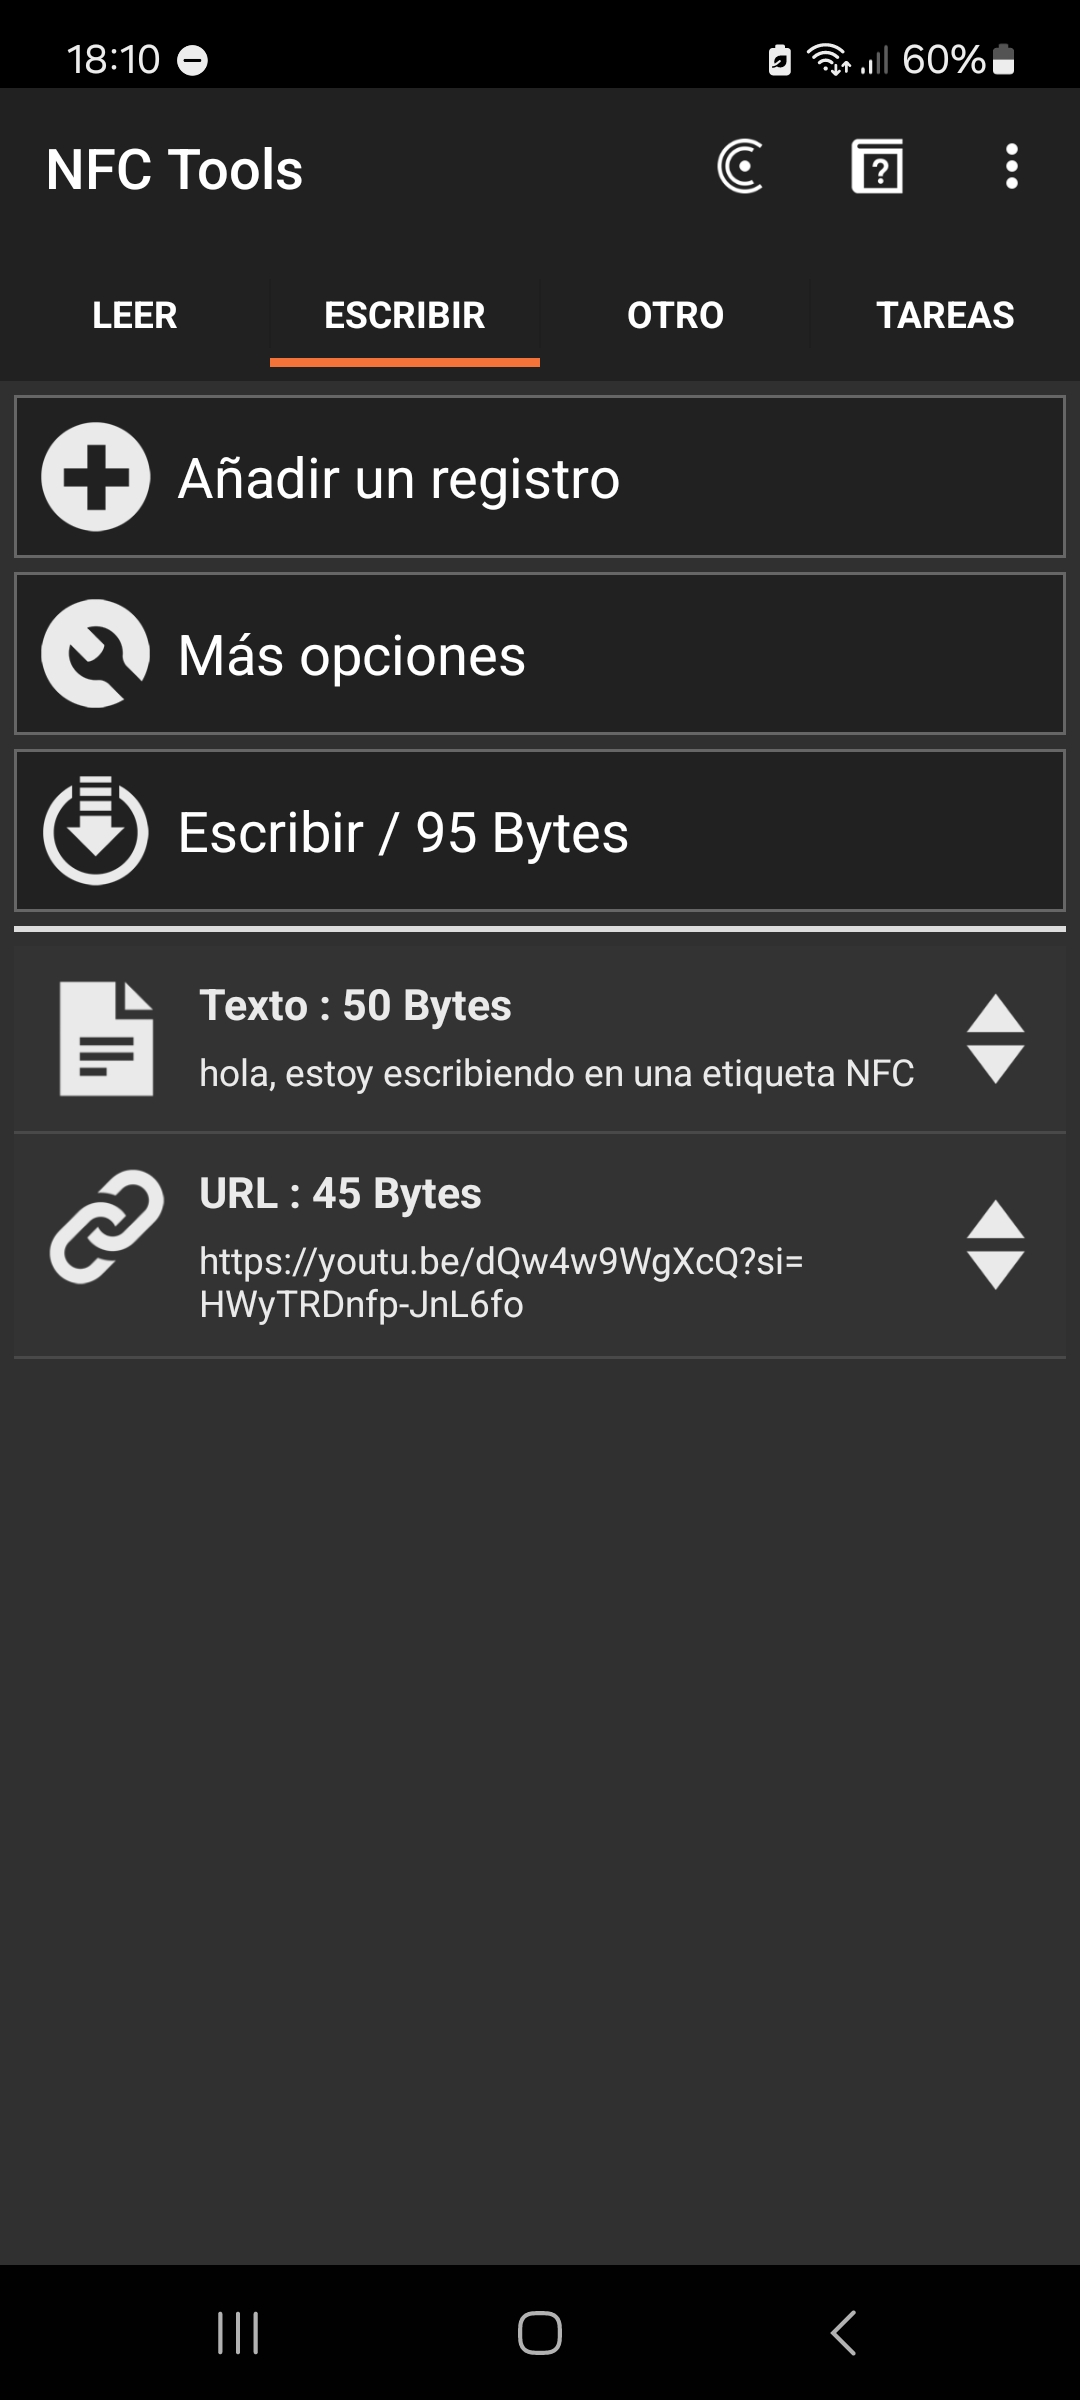 18:10
60%
NFC Tools
?
LEER
ESCRIBIR
OTRO
TAREAS
Añadir un registro
Más opciones
Escribir / 95 Bytes
Texto : 50 Bytes
hola, estoy escribiendo en una etiqueta NFC
URL : 45 Bytes
https://youtu.be/dQw4w9WgXcQ?si=
HWyTRDnfp-JnL6fo